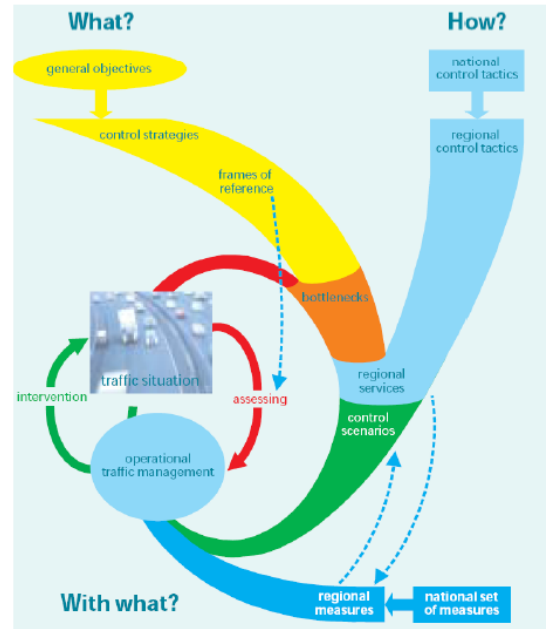 What?
How?
general objectives
national
control tactics
control strategies
regional
control tactics
frames of
reference
bottlenecks
traffic situation
intervention
assessing
regional
services
control
scenarios
operational
traffic management
With what?
regional
measures
national set
of measures